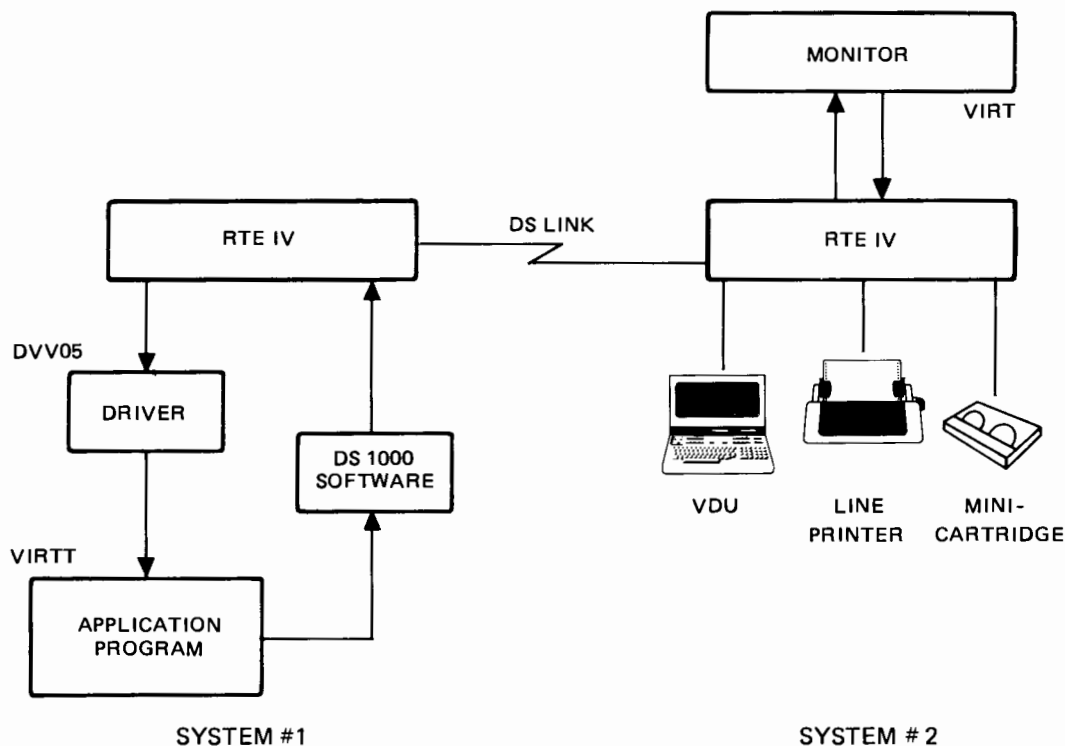 MONITOR
VIRT
RTE IV
DS LINK
RTE IV
DVV05
DRIVER
DS 1000
SOFTWARE
VDU
LINE
PRINTER
MINI-
CARTRIDGE
VIRTT
APPLICATION
PROGRAM
SYSTEM #1
SYSTEM # 2